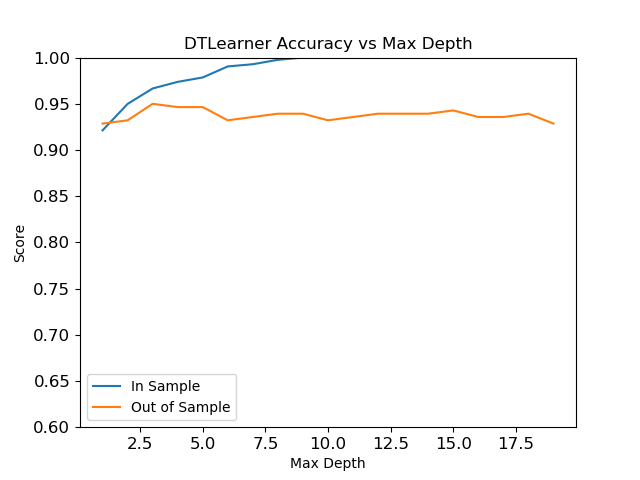 DTLearner Accuracy vs Max Depth
1.00
0.95
0.90
0.85
0.80
0.75
0.70
0.65
0.60
Score
In Sample
Out of Sample
2.5 5.0 7.5 10.0 12.5 15.0 17.5
Max Depth